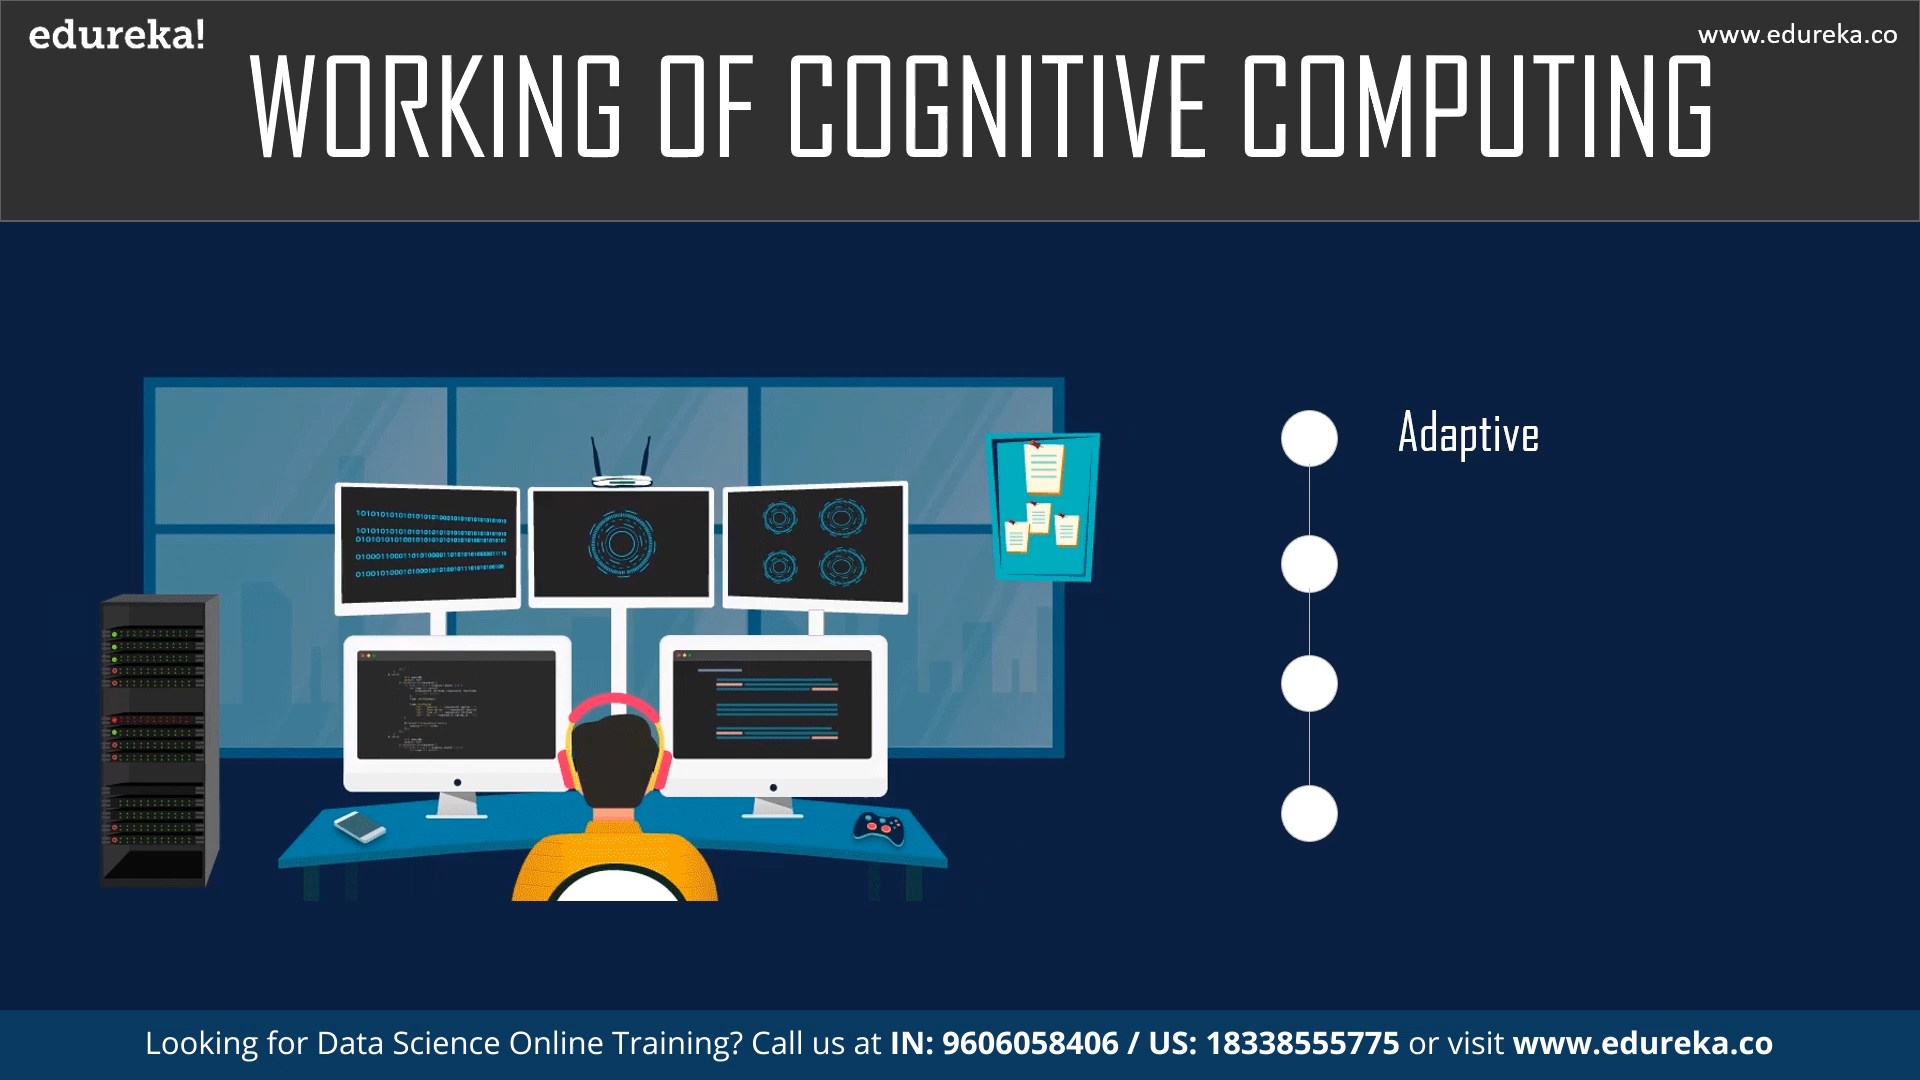 edureka!
www.edureka.co
WORKING OF COGNITIVE COMPUTING
Adaptive
Looking for Data Science Online Training? Call us at IN: 9606058406 / US: 18338555775 or visit www.edureka.co